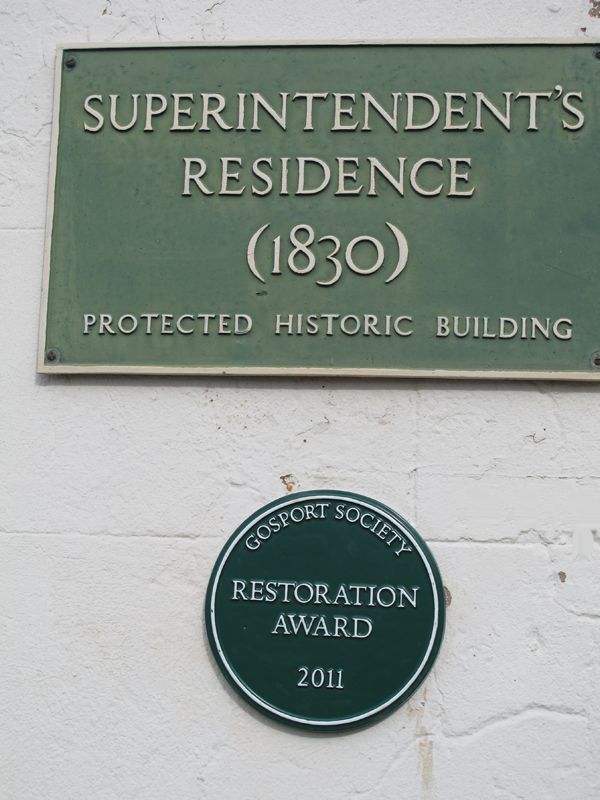 SUPERINTENDENT'S
RESIDENCE
(1830)
PROTECTED HISTORIC BUILDING
GOSPORT SOCIETY
RESTORATION
AWARD
2011